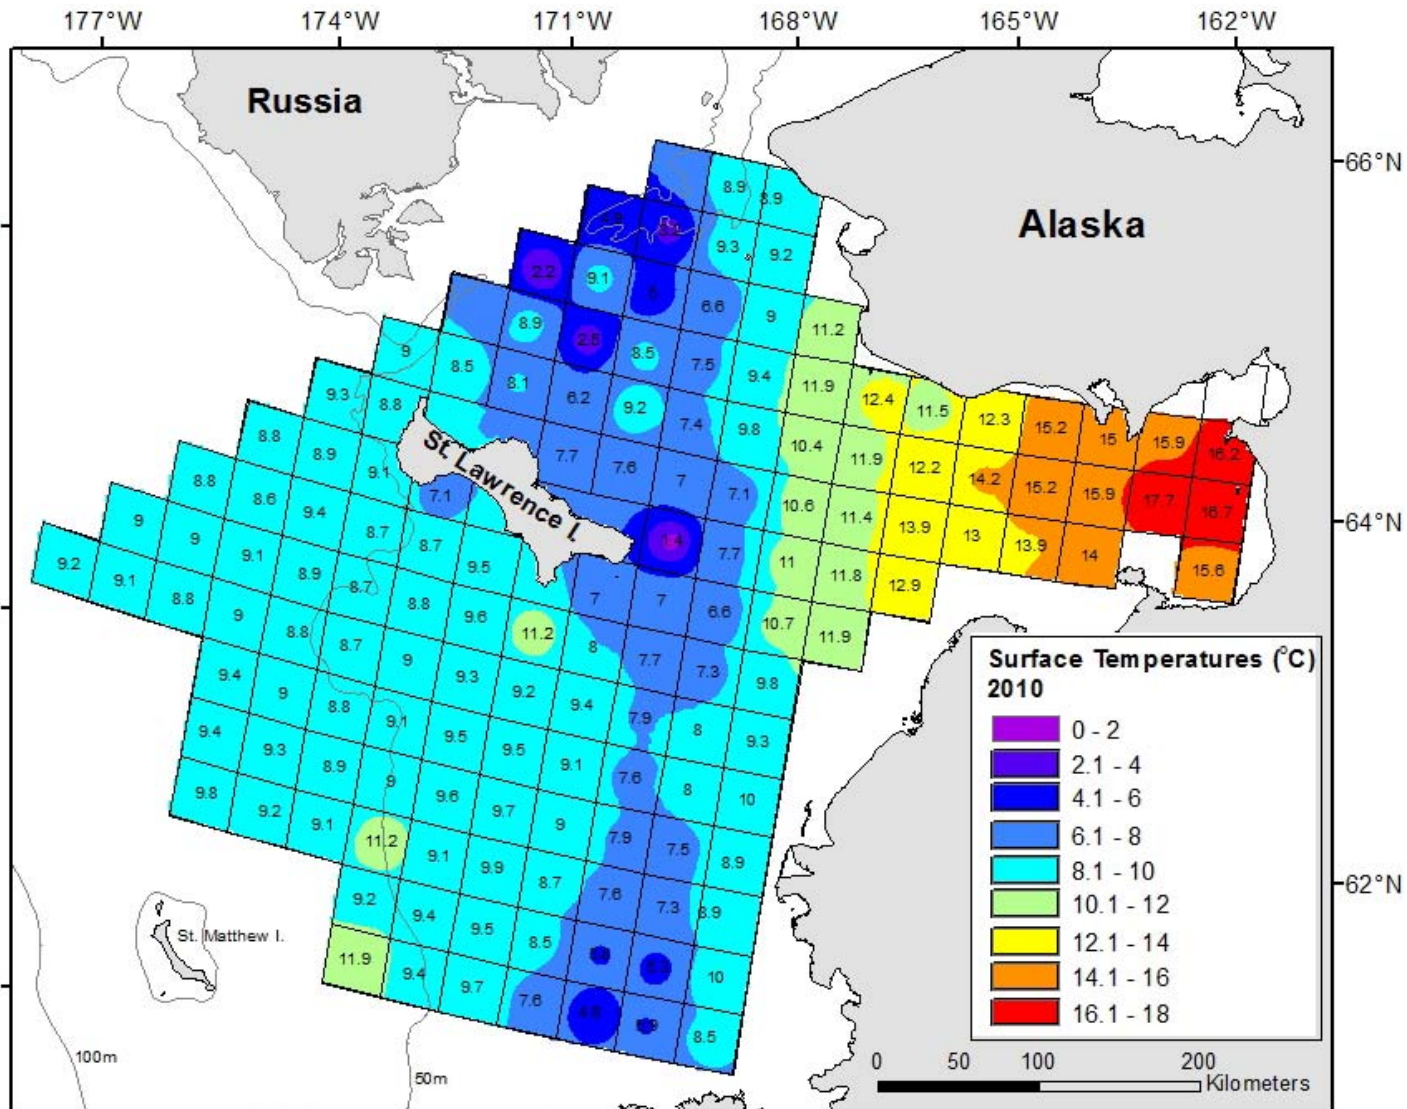 177°W 174°W 171°W 168°W 165°W 162°W
Russia
Alaska
66°N
64°N
62°N
8.9 8.9
9.3 9.2
2.2 9.1 6.6 9 11.2
8.9 2.5 8.5 7.5 9.4 11.9 12.4 11.5 12.3 15.2 15 15.9 16.2
9 8.5 8.1 6.2 9.2 7.4 9.8 10.4 11.9 12.2 14.2 15.2 15.9 17.7 16.7
9.3 8.8 7.7 7.6 7 7.1 10.6 11.4 13.9 13 13.9 14 15.6
8.8 8.9 9.1 7.1 7.7 11 11.8 12.9
St. Lawrence I.
8.8 8.6 9.4 8.7 8.7 9.5 7 7 6.6 10.7 11.9
9 9 9.1 8.9 8.7 8.8 9.6 11.2 8 7.7 7.3 9.8
9.2 9.1 8.8 9 8.8 8.7 9 9.3 9.2 9.4 7.9 8 9.3
9.4 9 8.8 9.1 9.5 9.5 9.1 7.6 8 10
9.4 9.3 8.9 9 9.6 9.7 9 7.9 7.5 8.9
9.8 9.2 9.1 11.2 9.1 9.9 8.7 7.6 7.3 8.9
9.2 9.4 9.5 8.5 10
11.9 9.4 9.7 7.6 8.5
St. Matthew I.
100m
50m
Surface Temperatures (°C)
2010
0 - 2
2.1 - 4
4.1 - 6
6.1 - 8
8.1 - 10
10.1 - 12
12.1 - 14
14.1 - 16
16.1 - 18
0 50 100 200
Kilometers